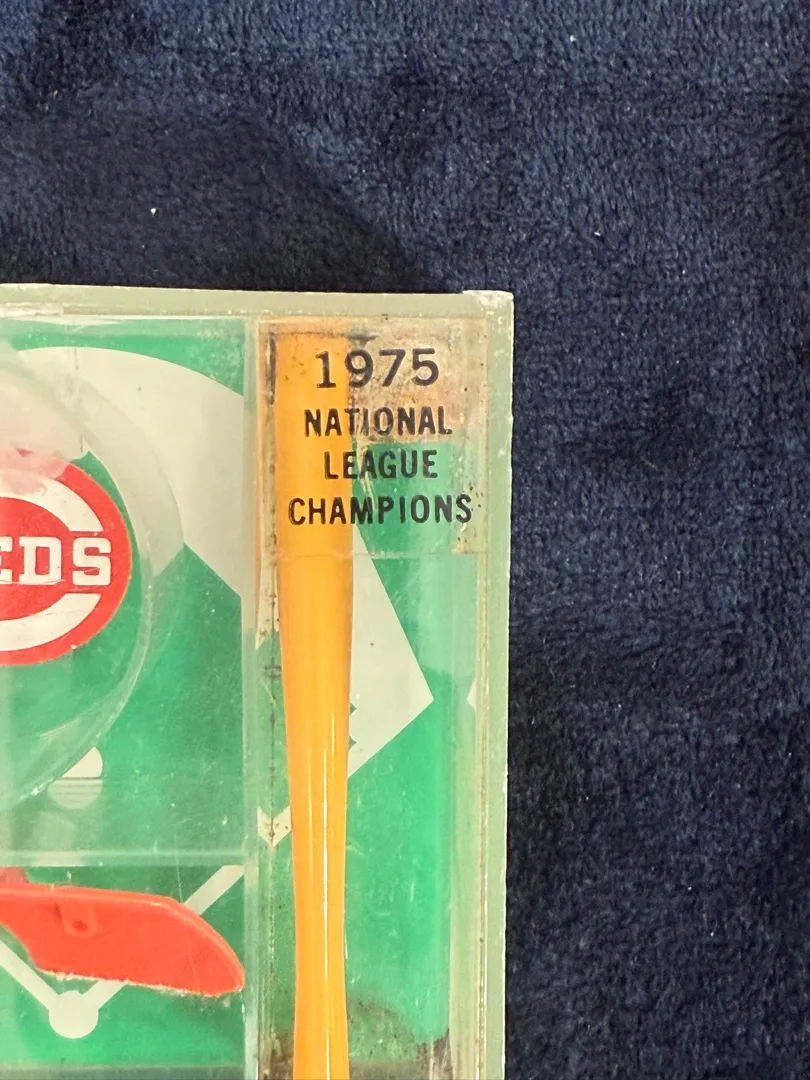 1975
NATIONAL
LEAGUE
CHAMPIONS
EDS